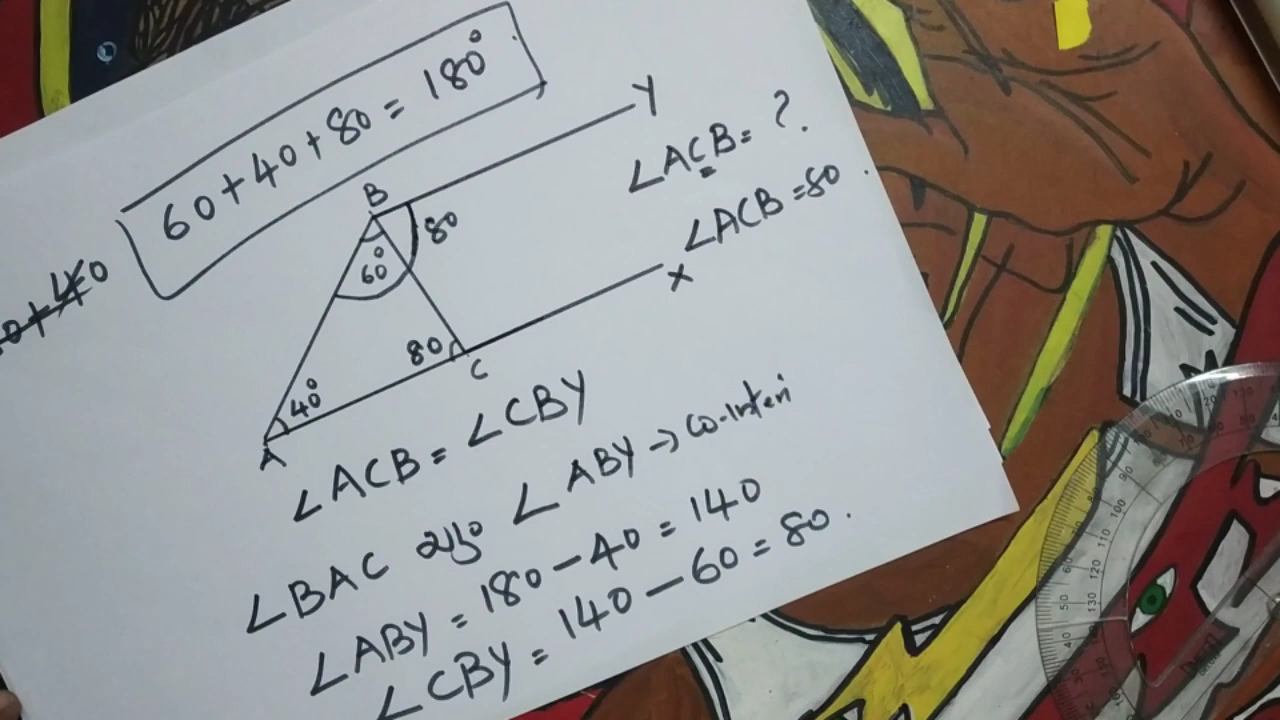 60+40+80 = 180°
B
Y
80
60°
∠ACB = ?
∠ACB = 80
X
80
C
40°
A
∠ACB = ∠CBY
∠BAC യും ∠ABY → co-interi
∠ABY = 180 - 40 = 140
∠CBY = 140 - 60 = 80.